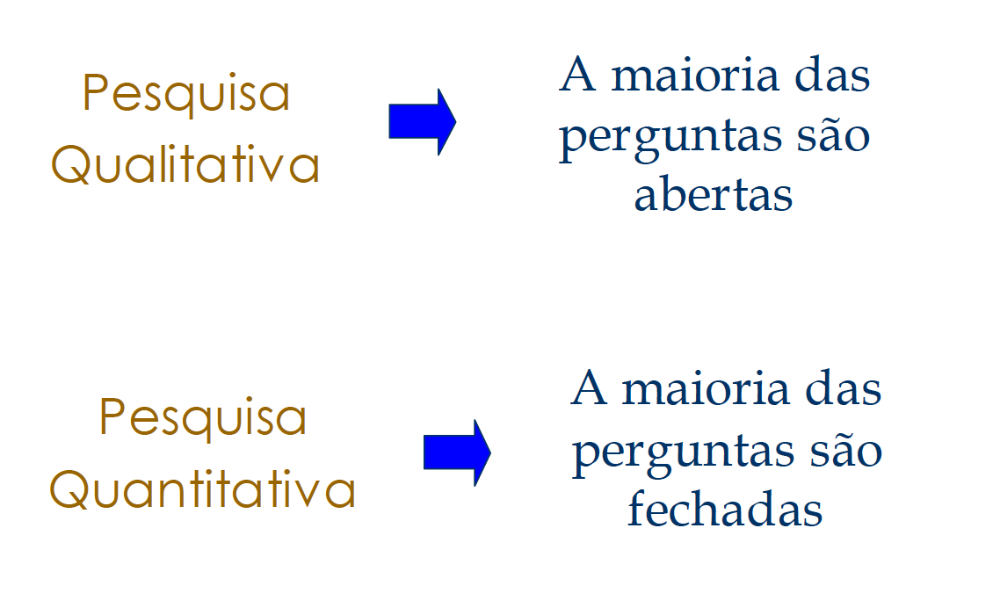 Pesquisa
Qualitativa
A maioria das
perguntas são
abertas
Pesquisa
Quantitativa
A maioria das
perguntas são
fechadas